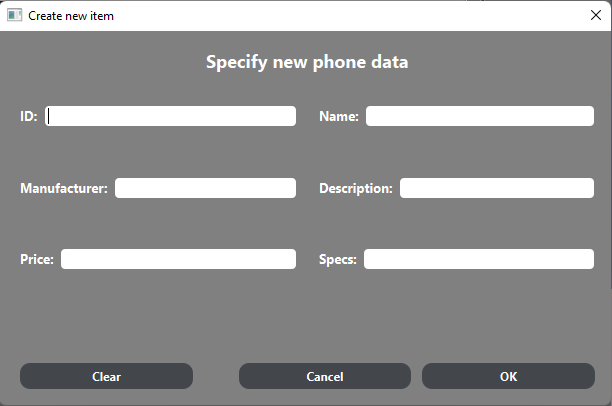 Create new item
Specify new phone data
ID: Name:
Manufacturer: Description:
Price: Specs:
Clear Cancel OK